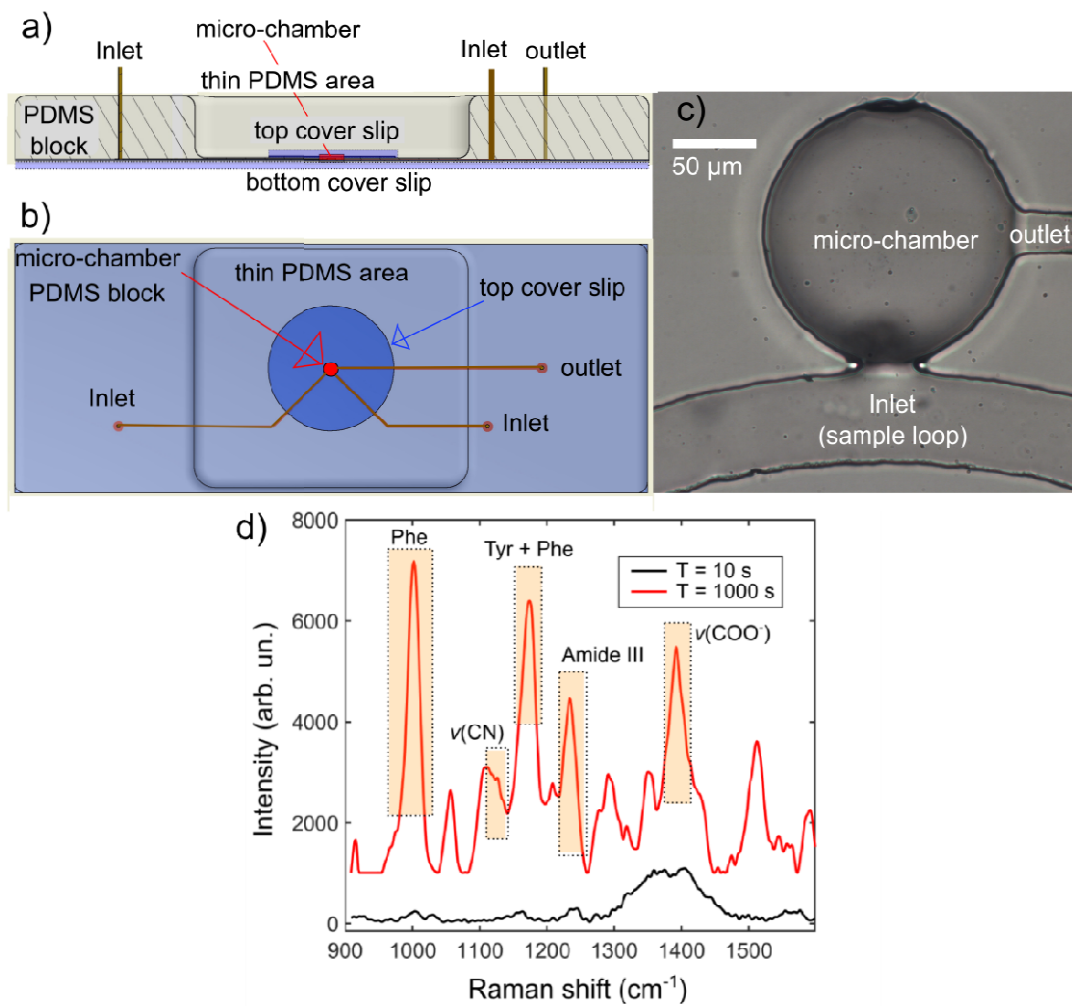 a)
micro-chamber
Inlet
Inlet
outlet
thin PDMS area
PDMS
block
top cover slip
bottom cover slip
b)
micro-chamber
PDMS block
thin PDMS area
top cover slip
outlet
Inlet
Inlet
c)
50 µm
micro-chamber
outlet
Inlet
(sample loop)
d)
8000
6000
4000
2000
0
Intensity (arb. un.)
Phe
Tyr + Phe
T = 10 s
T = 1000 s
ν(COO⁻)
Amide III
ν(CN)
900 1000 1100 1200 1300 1400 1500
Raman shift (cm⁻¹)